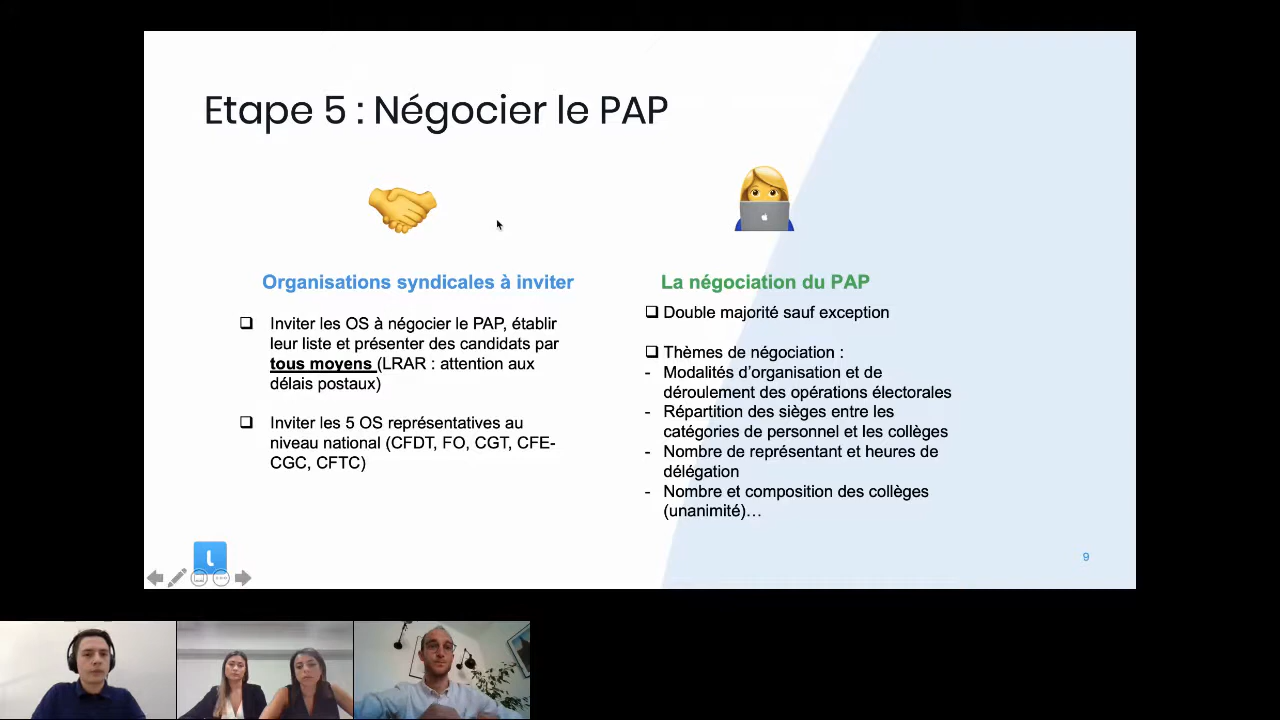 Etape 5 : Négocier le PAP
Organisations syndicales à inviter
❑ Inviter les OS à négocier le PAP, établir
leur liste et présenter des candidats par
tous moyens (LRAR : attention aux
délais postaux)
❑ Inviter les 5 OS représentatives au
niveau national (CFDT, FO, CGT, CFE-
CGC, CFTC)
La négociation du PAP
❑ Double majorité sauf exception
❑ Thèmes de négociation :
- Modalités d’organisation et de
déroulement des opérations électorales
- Répartition des sièges entre les
catégories de personnel et les collèges
- Nombre de représentant et heures de
délégation
- Nombre et composition des collèges
(unanimité)…
l
9